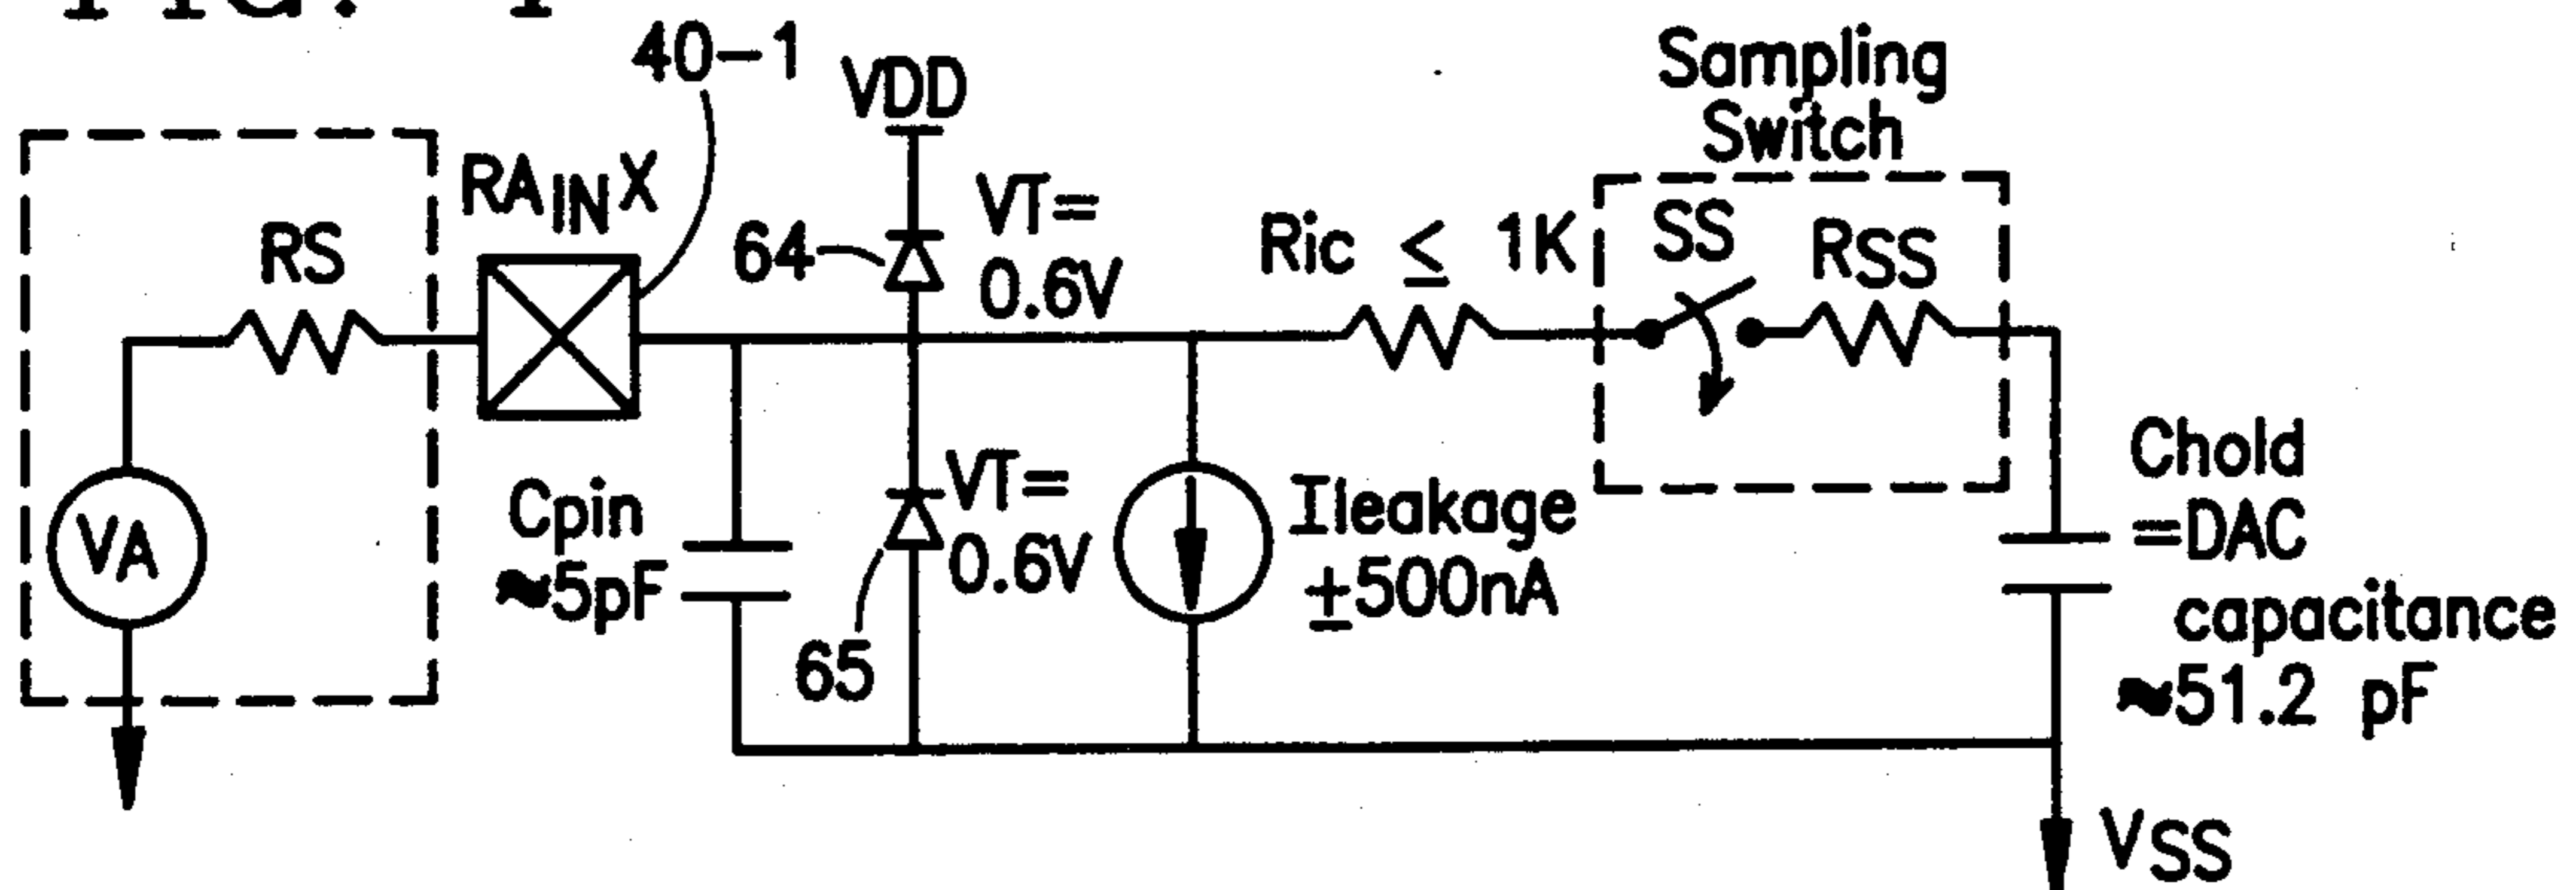 40-1
VDD
Sampling
Switch
RS
RAINX
64
VT=
0.6V
Ric ≤ 1K
SS
RSS
VA
Cpin
≈5pF
65
VT=
0.6V
Ileakage
±500nA
Chold
=DAC
capacitance
≈51.2 pF
VSS